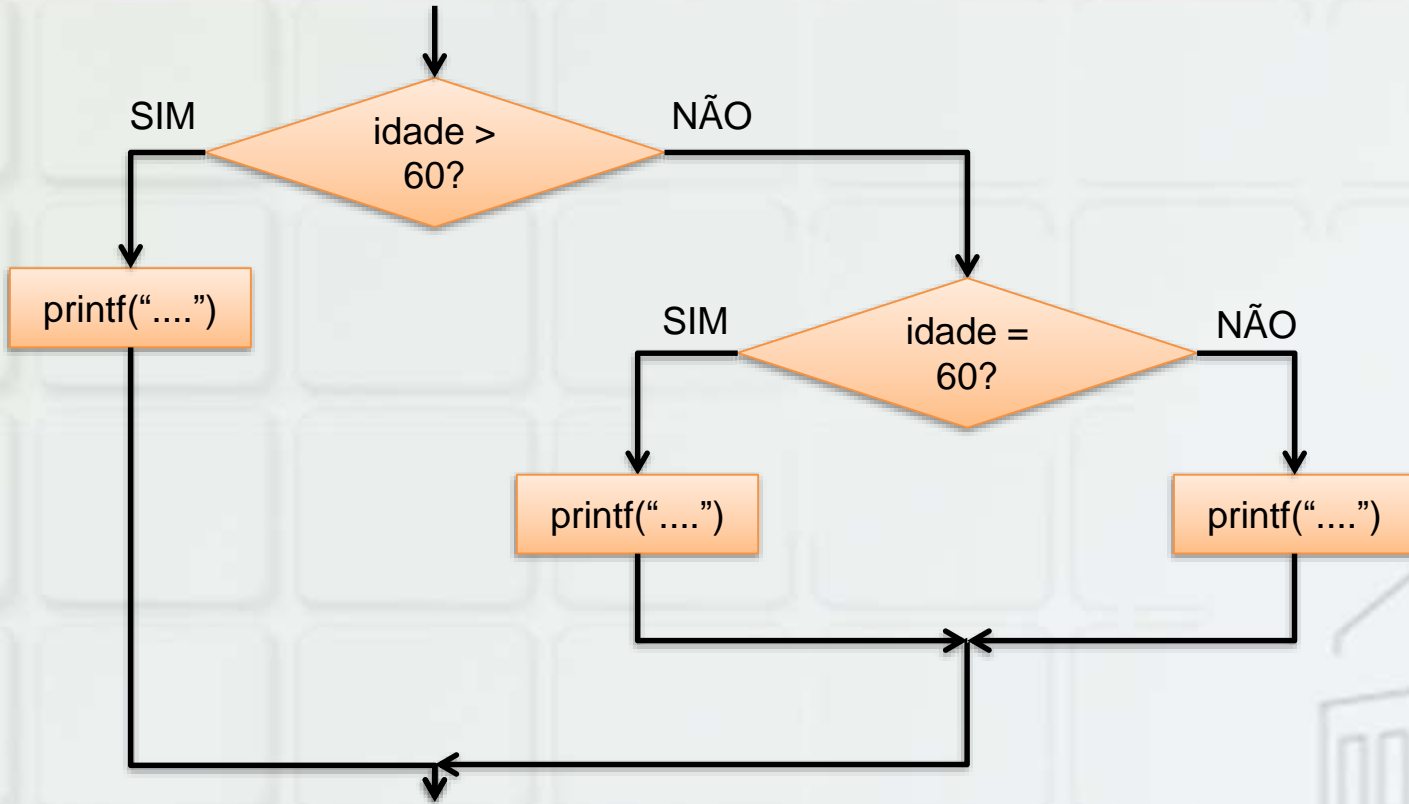 SIM
idade >
60?
NÃO
printf(“....”)
SIM
idade =
60?
NÃO
printf(“....”)
printf(“....”)